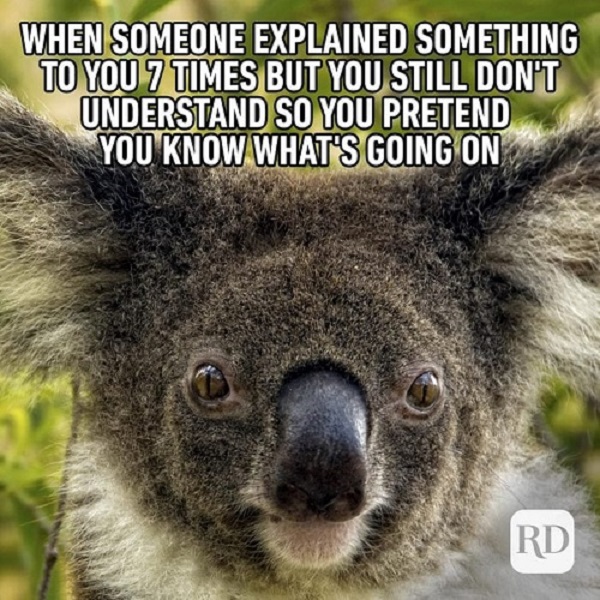 WHEN SOMEONE EXPLAINED SOMETHING
TO YOU 7 TIMES BUT YOU STILL DON'T
UNDERSTAND SO YOU PRETEND
YOU KNOW WHAT'S GOING ON
RD